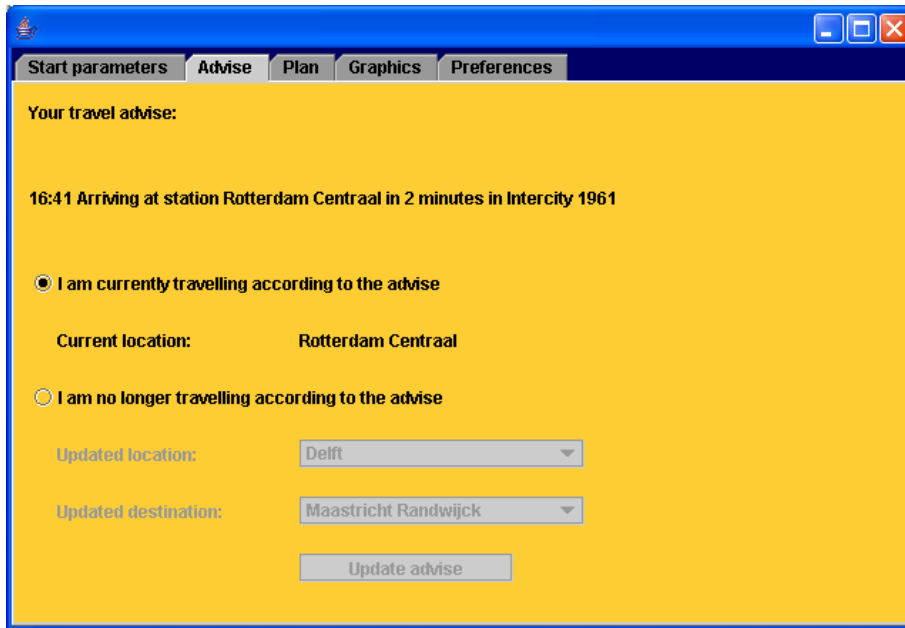 Start parameters Advise Plan Graphics Preferences
Your travel advise:
16:41 Arriving at station Rotterdam Centraal in 2 minutes in Intercity 1961
I am currently travelling according to the advise
Current location: Rotterdam Centraal
I am no longer travelling according to the advise
Updated location: Delft
Updated destination: Maastricht Randwijck
Update advise